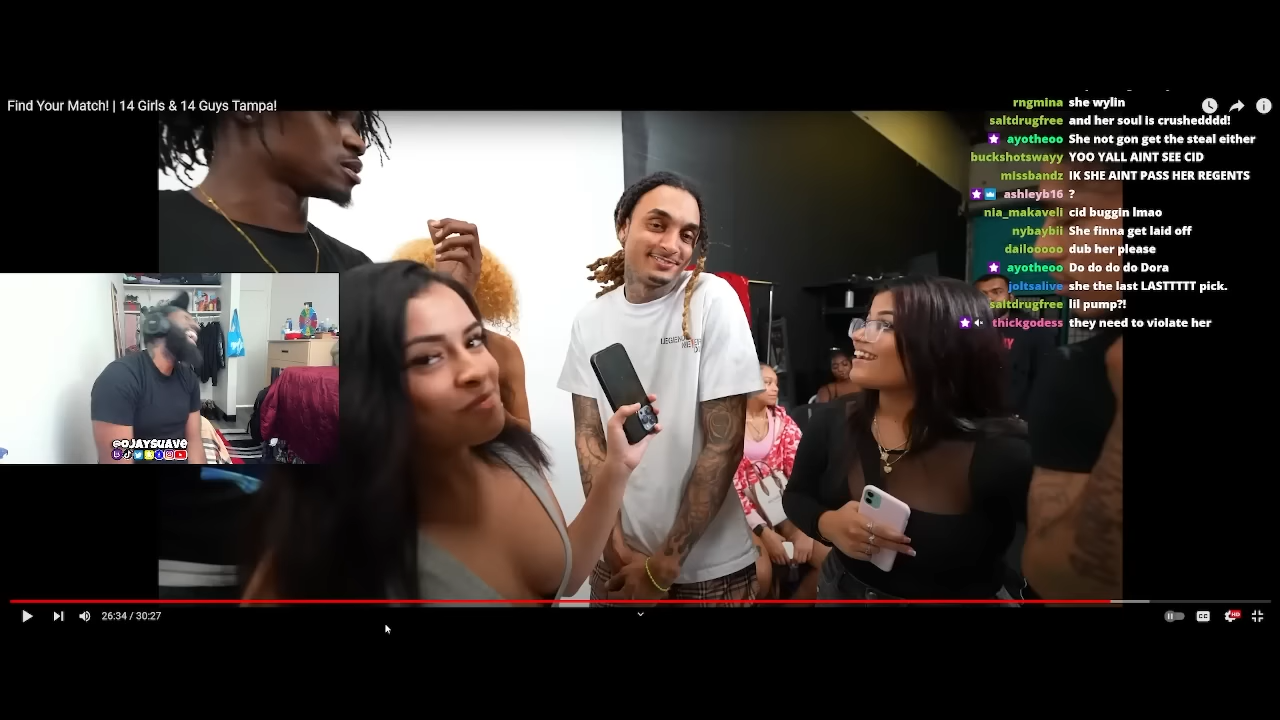 Find Your Match! | 14 Girls & 14 Guys Tampa!
rngmina she wylin
saltdrugfree and her soul is crushedddd!
ayotheoo She not gon get the steal either
buckshotswayy YOO YALL AINT SEE CID
missbandz IK SHE AINT PASS HER REGENTS
ashleyb16 ?
nia_makaveli cid buggin lmao
nybaybii She finna get laid off
dailooooo dub her please
ayotheoo Do do do do Dora
joltsalive she the last LASTTTTT pick.
saltdrugfree lil pump?!
thickgodess they need to violate her
@DJAYSUAVE
26:34 / 30:27
CC
HD